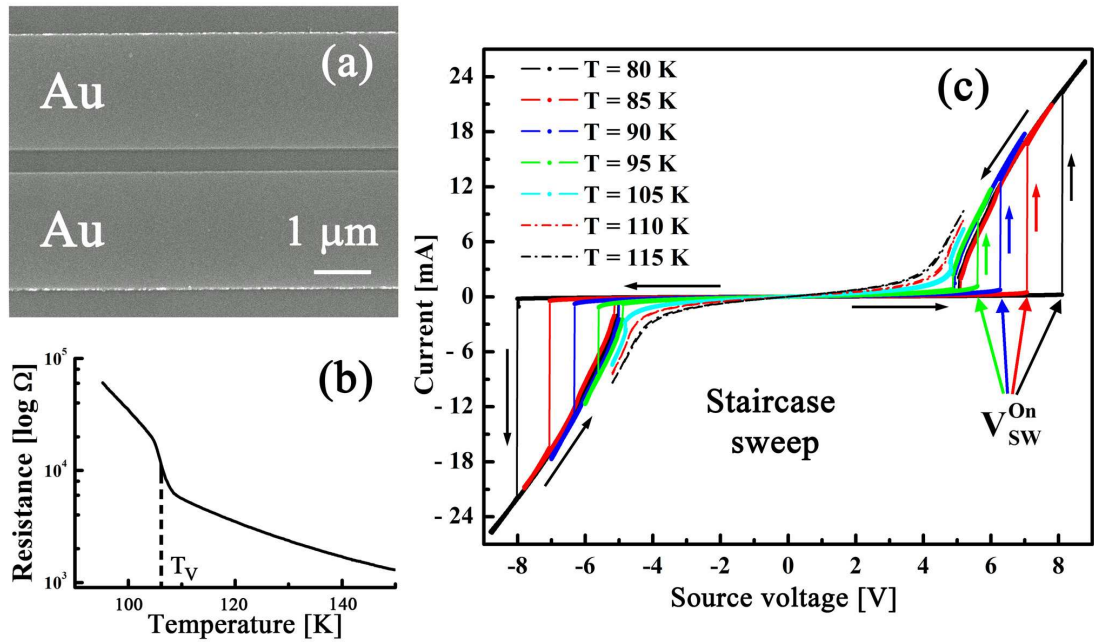 (a)
Au
Au
1 μm
(b)
Resistance [log Ω]
10⁵
10⁴
10³
T_V
100
120
140
Temperature [K]
(c)
T = 80 K
T = 85 K
T = 90 K
T = 95 K
T = 105 K
T = 110 K
T = 115 K
Current [mA]
24
18
12
6
0
- 6
- 12
- 18
- 24
Staircase
sweep
V_SW^On
-8 -6 -4 -2 0 2 4 6 8
Source voltage [V]